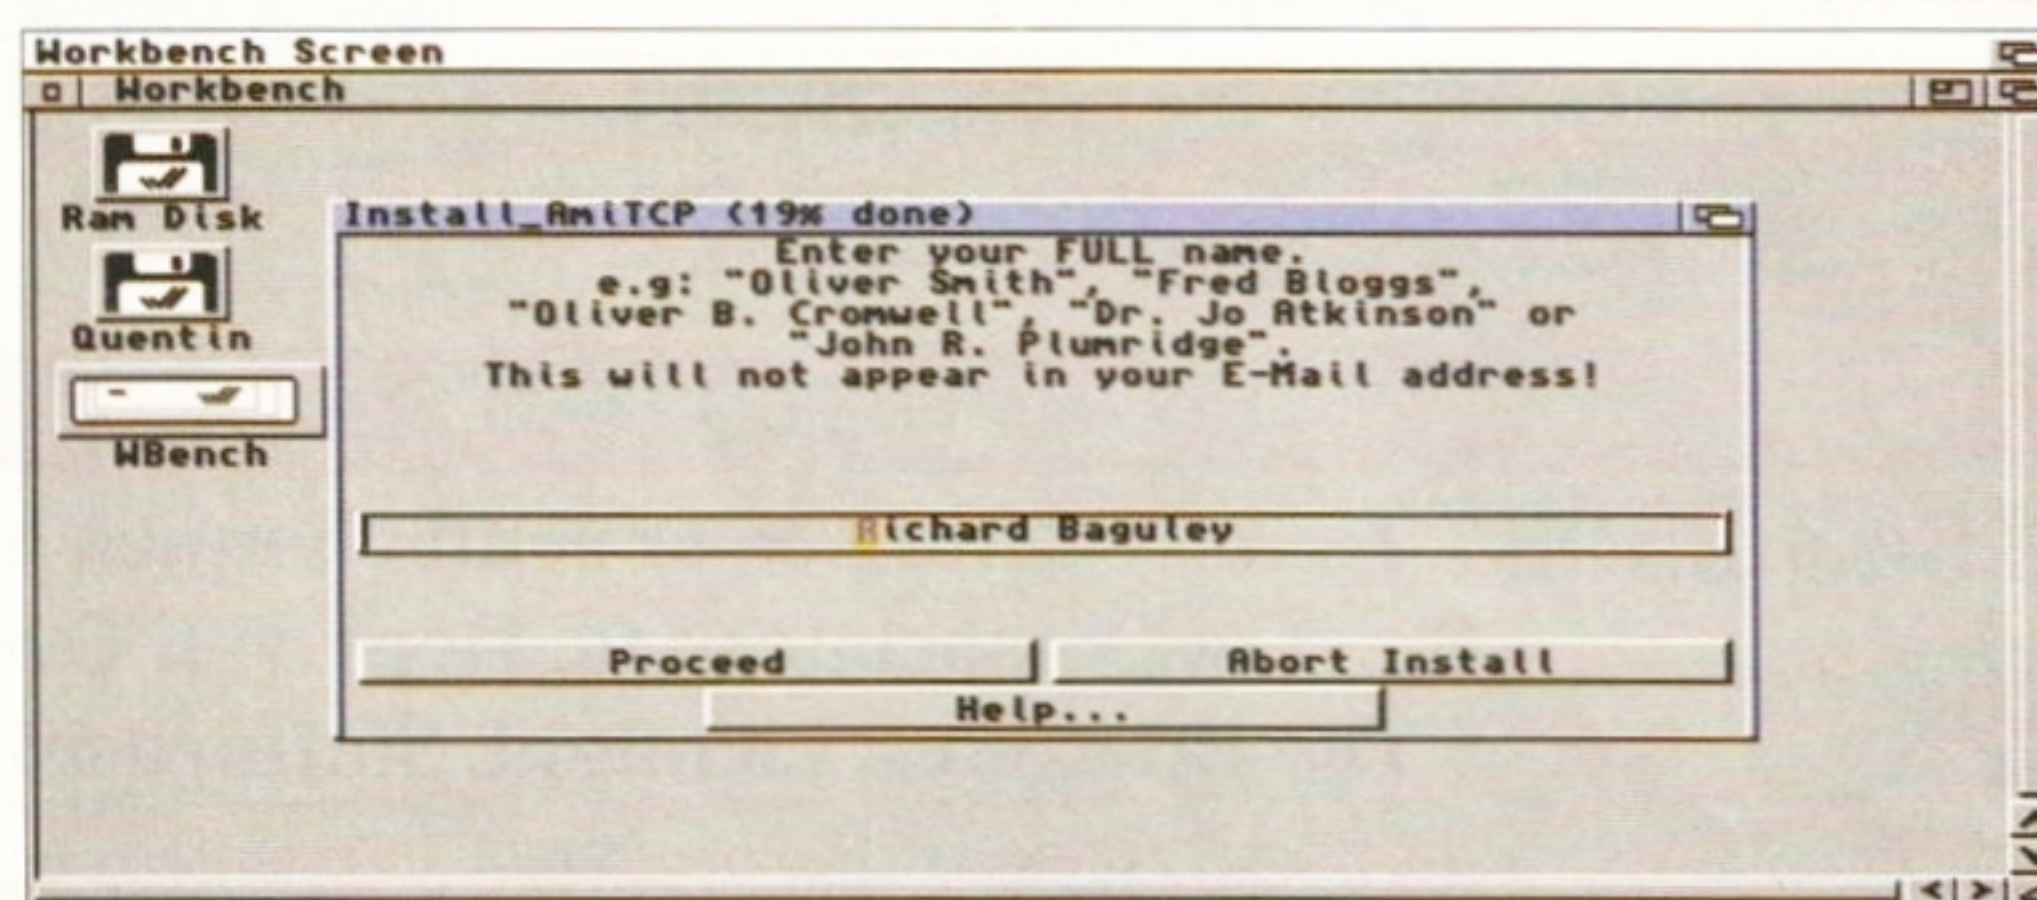 Workbench Screen
Workbench
Ram Disk
Quentin
WBench
Install_AmiTCP (19% done)
Enter your FULL name.
e.g: "Oliver Smith", "Fred Bloggs",
"Oliver B. Cromwell", "Dr. Jo Atkinson" or
"John R. Plumridge".
This will not appear in your E-Mail address!
Richard Baguley
Proceed
Abort Install
Help...